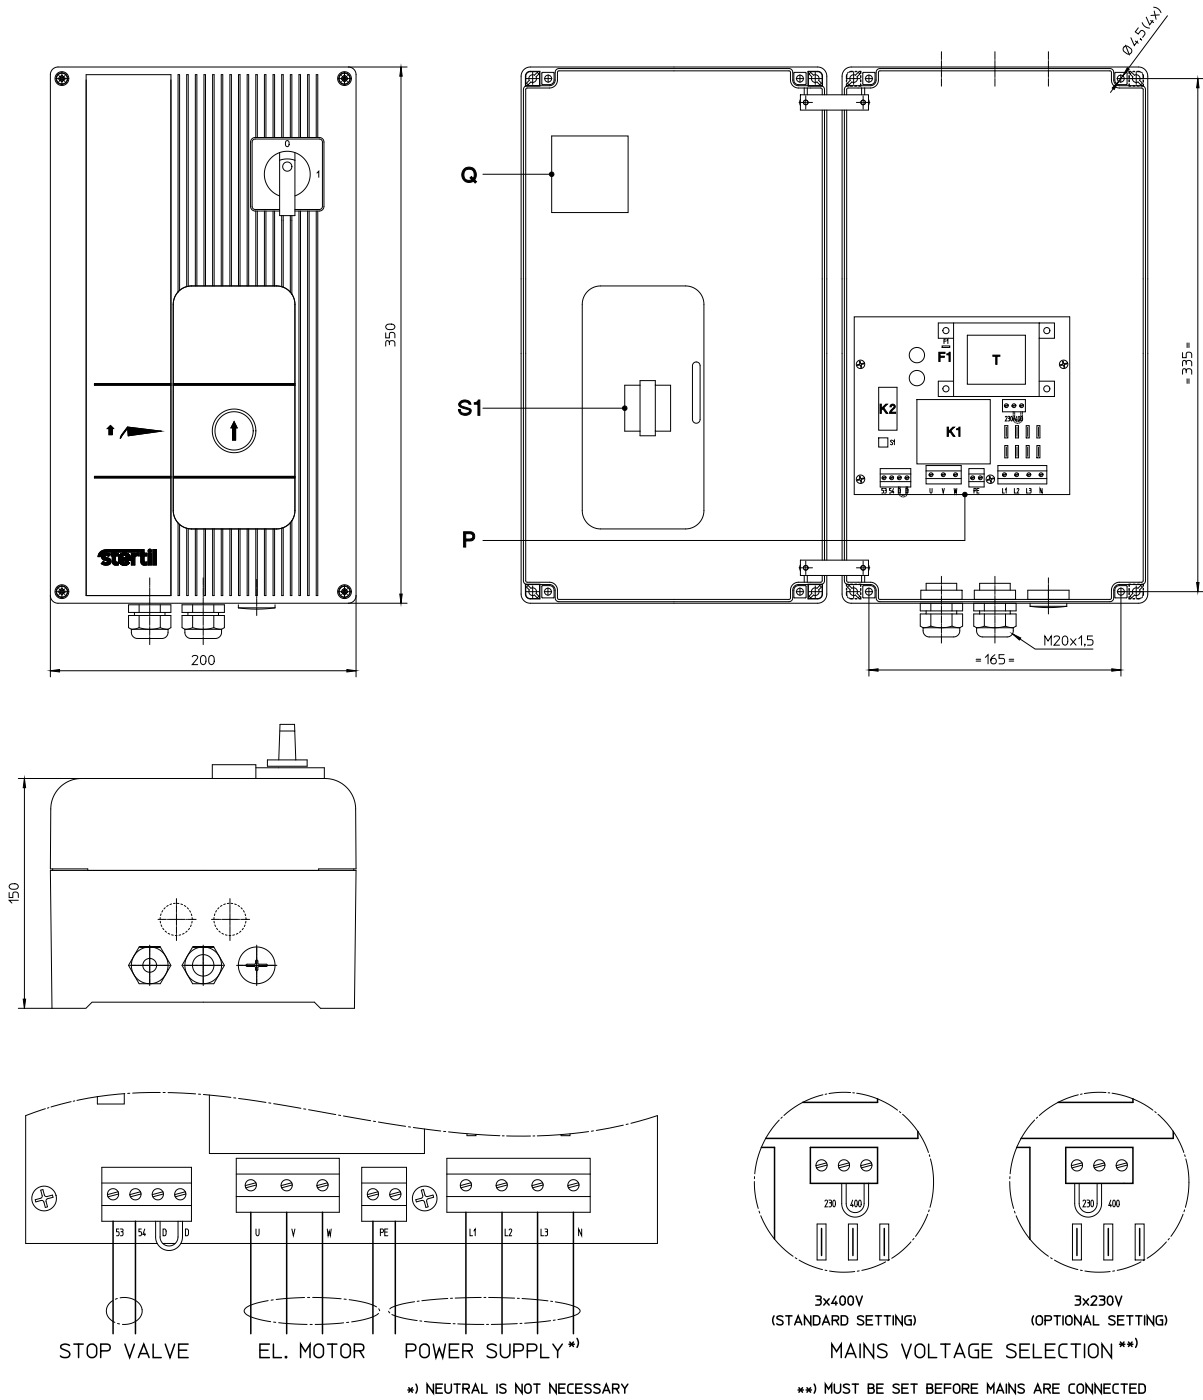 Ø 4,5(4x)
0
1
Q
350
= 335 =
F1
F1
T
S1
K2
K1
230 400
S1
53 54 D D
U V W
PE
L1 L2 L3 N
P
stertil
M20x1,5
200
= 165 =
150
53 54 D D
U V W
PE
L1 L2 L3 N
230 400
230 400
3x400V
(STANDARD SETTING)
3x230V
(OPTIONAL SETTING)
STOP VALVE
EL. MOTOR
POWER SUPPLY *)
MAINS VOLTAGE SELECTION **)
*) NEUTRAL IS NOT NECESSARY
**) MUST BE SET BEFORE MAINS ARE CONNECTED